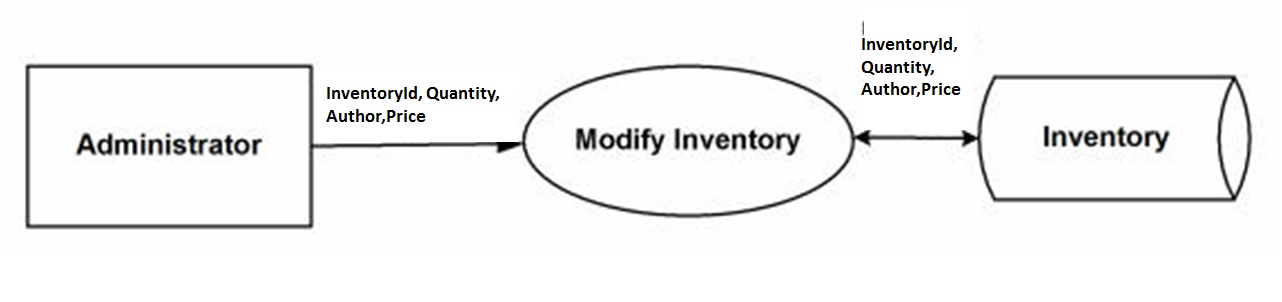 Administrator
InventoryId, Quantity,
Author,Price
Modify Inventory
InventoryId,
Quantity,
Author,Price
Inventory